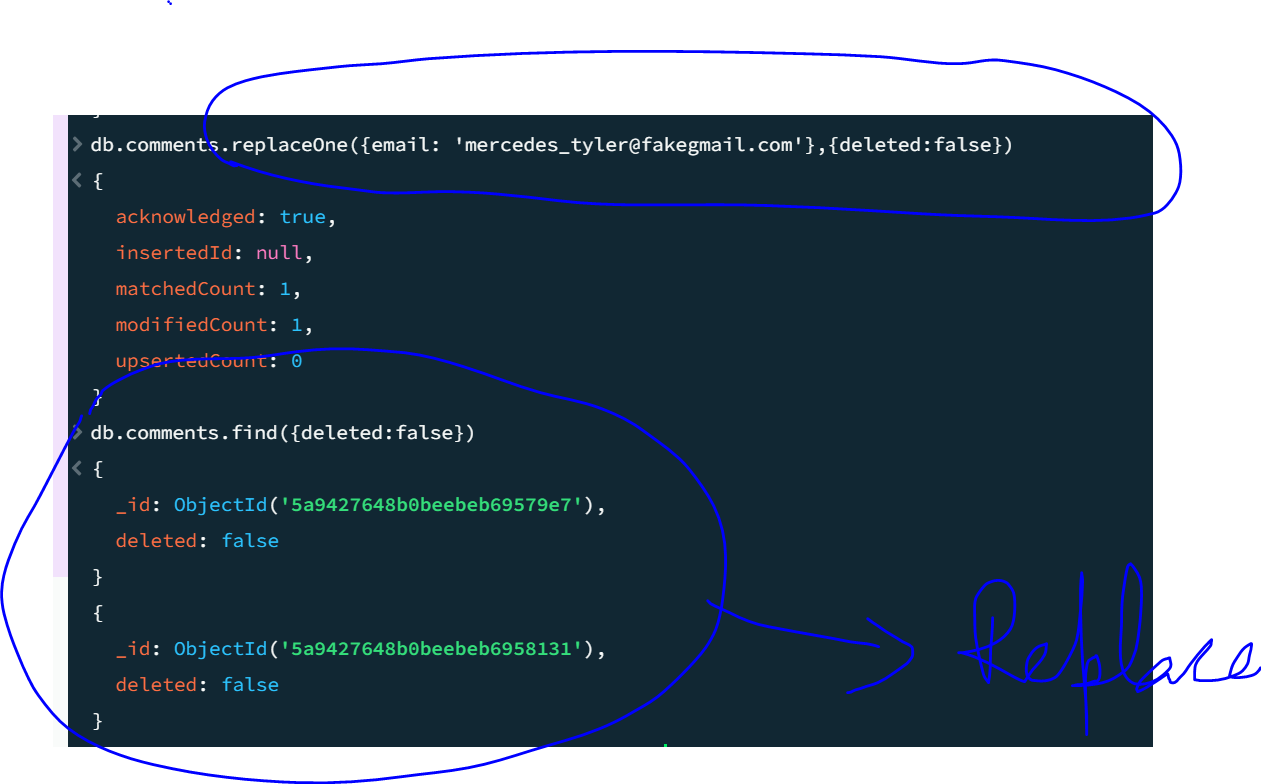 }
> db.comments.replaceOne({email: 'mercedes_tyler@fakegmail.com'},{deleted:false})
< {
acknowledged: true,
insertedId: null,
matchedCount: 1,
modifiedCount: 1,
upsertedCount: 0
}
> db.comments.find({deleted:false})
< {
_id: ObjectId('5a9427648b0beebeb69579e7'),
deleted: false
}
{
_id: ObjectId('5a9427648b0beebeb6958131'),
deleted: false
}
Replace